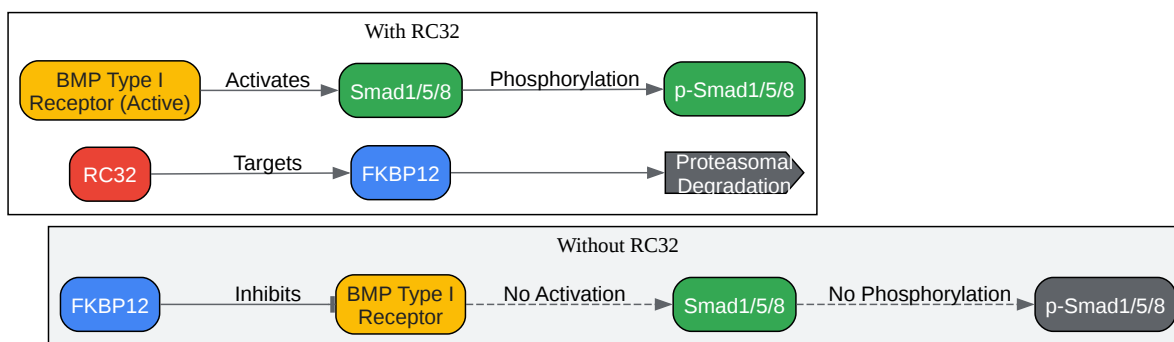 With RC32
BMP Type I
Receptor (Active)
Activates
Smad1/5/8
Phosphorylation
p-Smad1/5/8
RC32
Targets
FKBP12
Proteasomal
Degradation
Without RC32
FKBP12
Inhibits
BMP Type I
Receptor
No Activation
Smad1/5/8
No Phosphorylation
p-Smad1/5/8